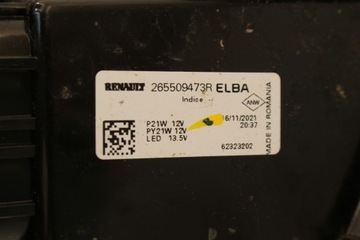 RENAULT 265509473R ELBA
Indice
ANW
P21W 12V
PY21W 12V
LED 13.5V
6/11/2021
20:37
62323202
MADE IN ROMANIA